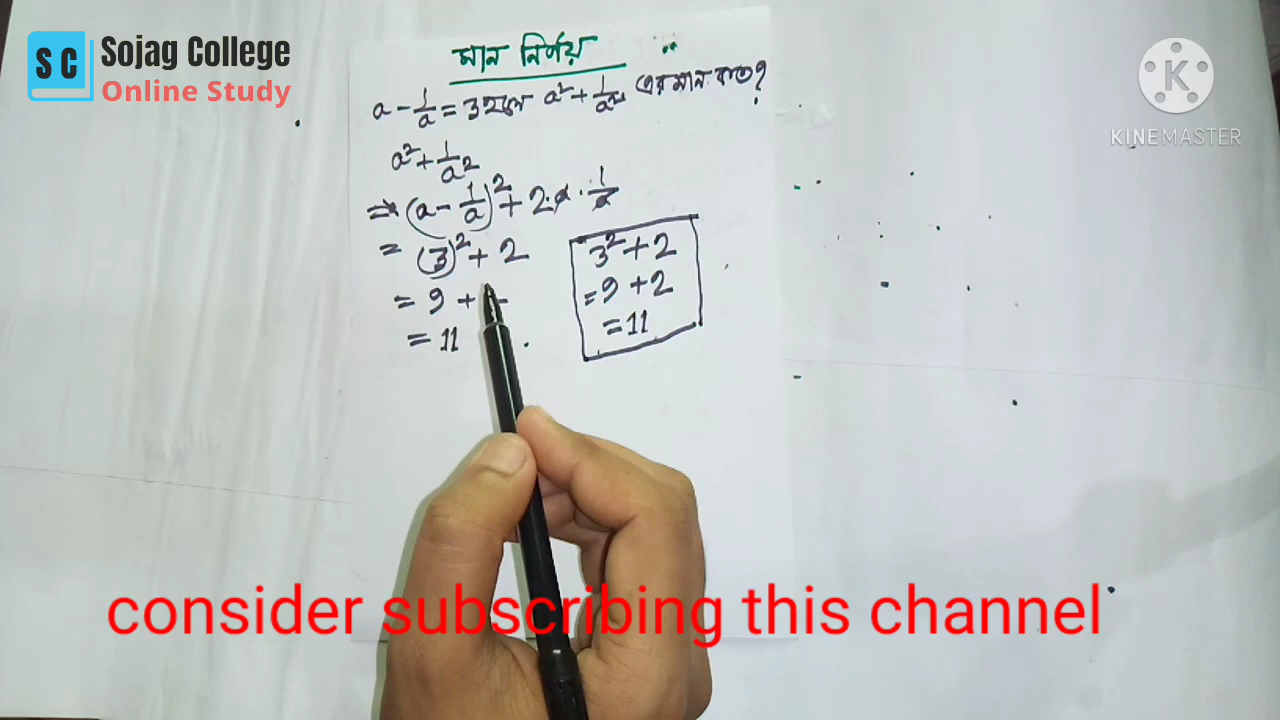 S C Sojag College
Online Study
K
KINEMASTER
মান নির্ণয়
a - 1/a = 3 হলে a² + 1/a² এর মান কত?
a² + 1/a²
⇒ (a - 1/a)² + 2·a·1/a
= (3)² + 2
= 9 +
= 11
3² + 2
= 9 + 2
= 11
consider subscribing this channel